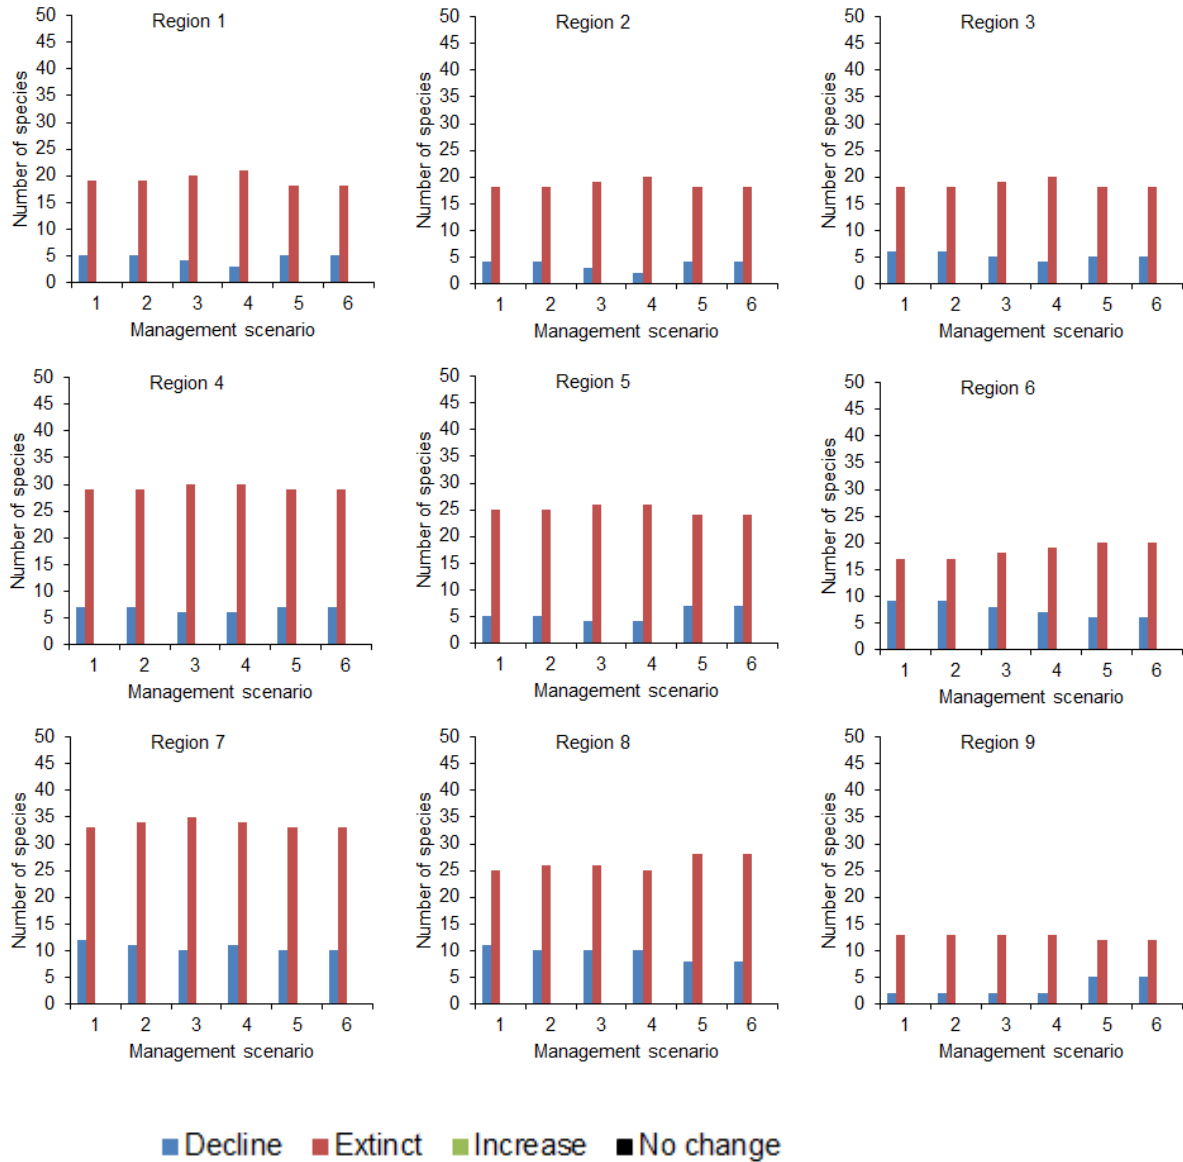 Region 1
Number of species
50
45
40
35
30
25
20
15
10
5
0
1 2 3 4 5 6
Management scenario
Region 2
Number of species
50
45
40
35
30
25
20
15
10
5
0
1 2 3 4 5 6
Management scenario
Region 3
Number of species
50
45
40
35
30
25
20
15
10
5
0
1 2 3 4 5 6
Management scenario
Region 4
Number of species
50
45
40
35
30
25
20
15
10
5
0
1 2 3 4 5 6
Management scenario
Region 5
Number of species
50
45
40
35
30
25
20
15
10
5
0
1 2 3 4 5 6
Management scenario
Region 6
Number of species
50
45
40
35
30
25
20
15
10
5
0
1 2 3 4 5 6
Management scenario
Region 7
Number of species
50
45
40
35
30
25
20
15
10
5
0
1 2 3 4 5 6
Management scenario
Region 8
Number of species
50
45
40
35
30
25
20
15
10
5
0
1 2 3 4 5 6
Management scenario
Region 9
Number of species
50
45
40
35
30
25
20
15
10
5
0
1 2 3 4 5 6
Management scenario
Decline Extinct Increase No change